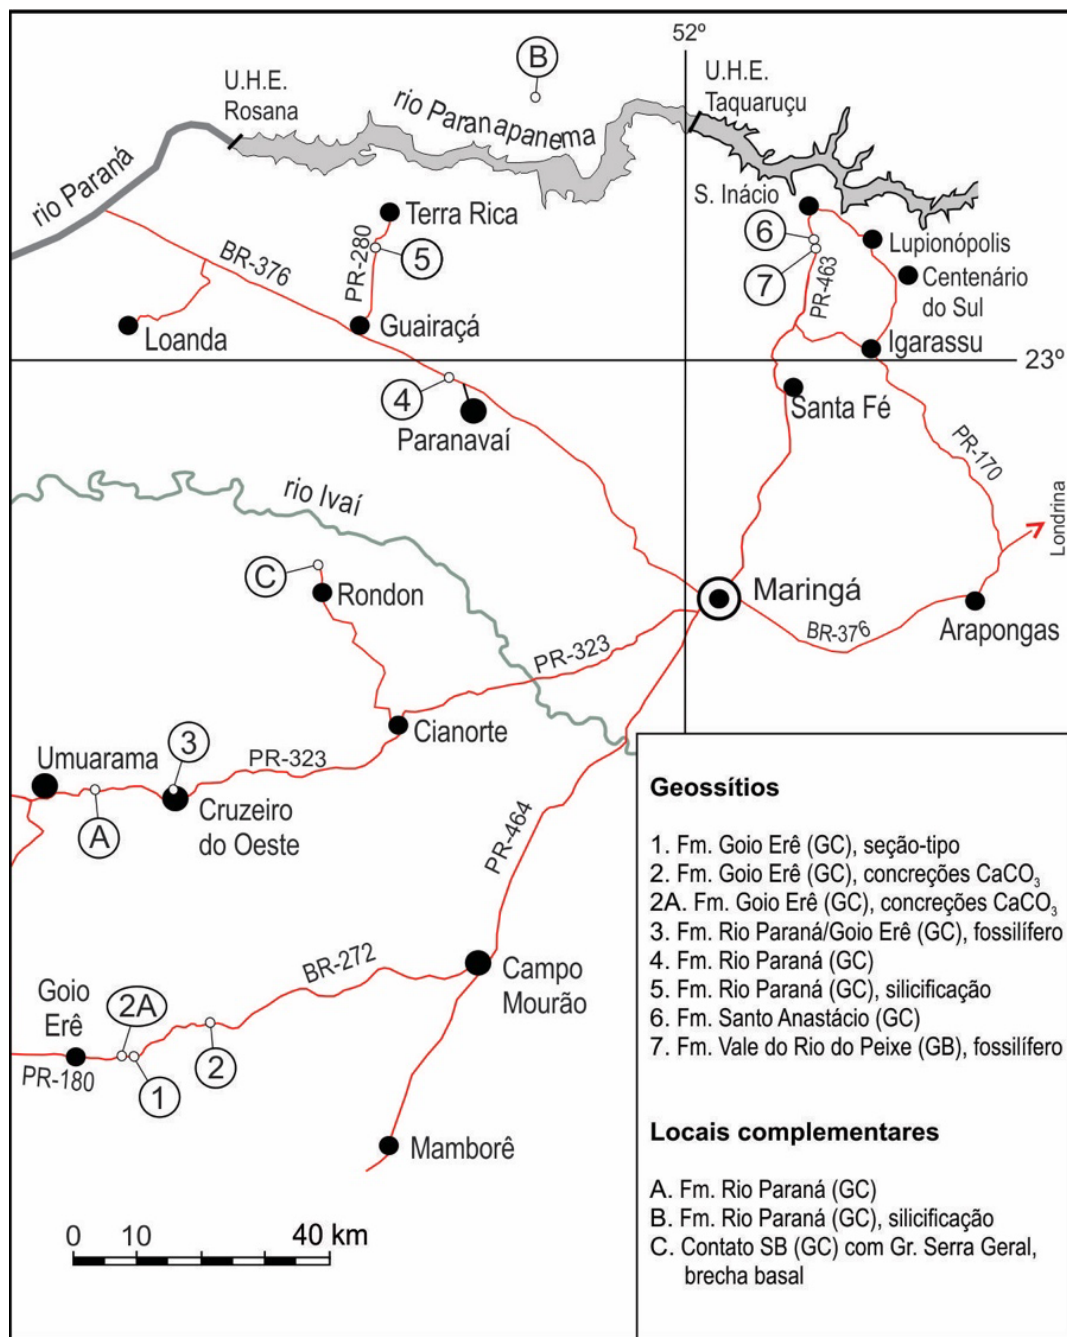 52º
B
U.H.E.
Rosana
rio Paranapanema
U.H.E.
Taquaruçu
rio Paraná
S. Inácio
Terra Rica
6
Lupionópolis
5
PR-280
BR-376
7
PR-463
Centenário
do Sul
Loanda
Guairaçá
Igarassu
23º
4
Santa Fé
Paranavaí
PR-170
rio Ivaí
Londrina
C
Rondon
Maringá
BR-376
Arapongas
PR-323
Cianorte
3
Umuarama
PR-323
A
Cruzeiro
do Oeste
PR-464
BR-272
Campo
Mourão
Goio
Erê
2A
2
PR-180
1
Mamborê
0 10 40 km
Geossítios
1. Fm. Goio Erê (GC), seção-tipo
2. Fm. Goio Erê (GC), concreções CaCO₃
2A. Fm. Goio Erê (GC), concreções CaCO₃
3. Fm. Rio Paraná/Goio Erê (GC), fossilífero
4. Fm. Rio Paraná (GC)
5. Fm. Rio Paraná (GC), silicificação
6. Fm. Santo Anastácio (GC)
7. Fm. Vale do Rio do Peixe (GB), fossilífero
Locais complementares
A. Fm. Rio Paraná (GC)
B. Fm. Rio Paraná (GC), silicificação
C. Contato SB (GC) com Gr. Serra Geral,
brecha basal